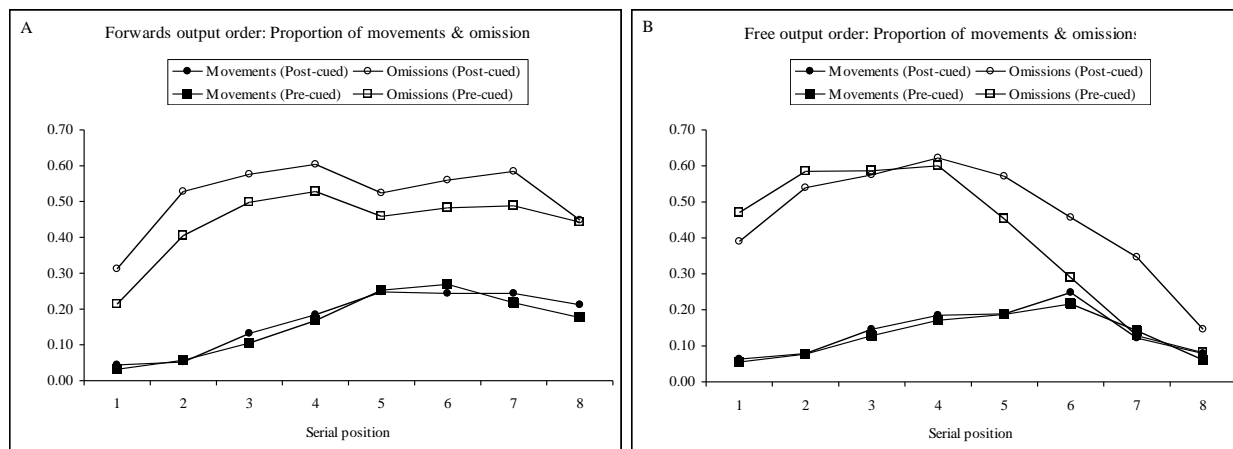 A
Forwards output order: Proportion of movements & omission
Movements (Post-cued) Omissions (Post-cued)
Movements (Pre-cued) Omissions (Pre-cued)
0.70
0.60
0.50
0.40
0.30
0.20
0.10
0.00
1 2 3 4 5 6 7 8
Serial position
B
Free output order: Proportion of movements & omissions
Movements (Post-cued) Omissions (Post-cued)
Movements (Pre-cued) Omissions (Pre-cued)
0.70
0.60
0.50
0.40
0.30
0.20
0.10
0.00
1 2 3 4 5 6 7 8
Serial position